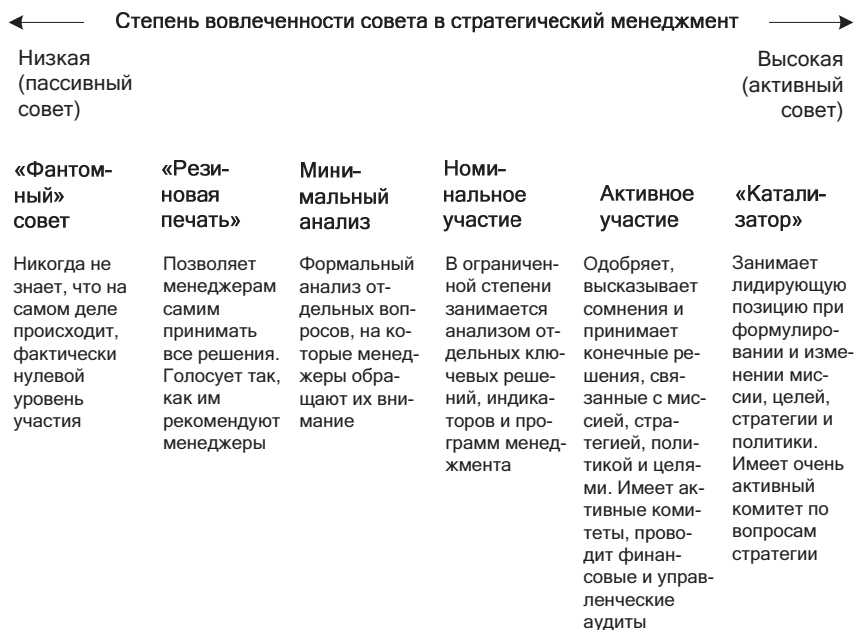 Степень вовлеченности совета в стратегический менеджмент
Низкая
(пассивный
совет)
Высокая
(активный
совет)
«Фантом-
ный»
совет
«Рези-
новая
печать»
Мини-
мальный
анализ
Номи-
нальное
участие
Активное
участие
«Катали-
затор»
Никогда не
знает, что на
самом деле
происходит,
фактически
нулевой
уровень
участия
Позволяет
менеджерам
самим
принимать
все решения.
Голосует так,
как им
рекомендуют
менеджеры
Формальный
анализ от-
дельных воп-
росов, на ко-
торые менед-
жеры обра-
щают их вни-
мание
В ограничен-
ной степени
занимается
анализом от-
дельных клю-
чевых реше-
ний, индика-
торов и про-
грамм менед-
жмента
Одобряет,
высказывает
сомнения и
принимает
конечные ре-
шения, свя-
занные с мис-
сией, стра-
тегией, поли-
тикой и целя-
ми. Имеет ак-
тивные коми-
теты, прово-
дит финан-
совые и управ-
ленческие
аудиты
Занимает
лидирующую
позицию при
формулиро-
вании и изме-
нении мис-
сии, целей,
стратегии и
политики.
Имеет очень
активный
комитет по
вопросам
стратегии